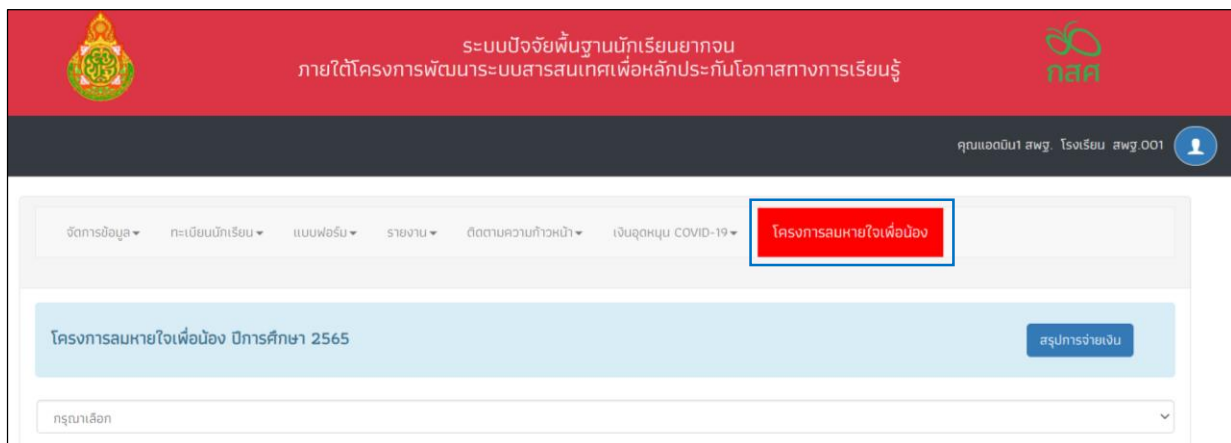 ระบบปัจจัยพื้นฐานนักเรียนยากจน
ภายใต้โครงการพัฒนาระบบสารสนเทศเพื่อหลักประกันโอกาสทางการเรียนรู้
กสศ
คุณแอดมิน1 สพฐ. โรงเรียน สพฐ.001
จัดการข้อมูล ทะเบียนนักเรียน แบบฟอร์ม รายงาน ติดตามความก้าวหน้า เงินอุดหนุน COVID-19 โครงการลมหายใจเพื่อน้อง
โครงการลมหายใจเพื่อน้อง ปีการศึกษา 2565 สรุปการจ่ายเงิน
กรุณาเลือก